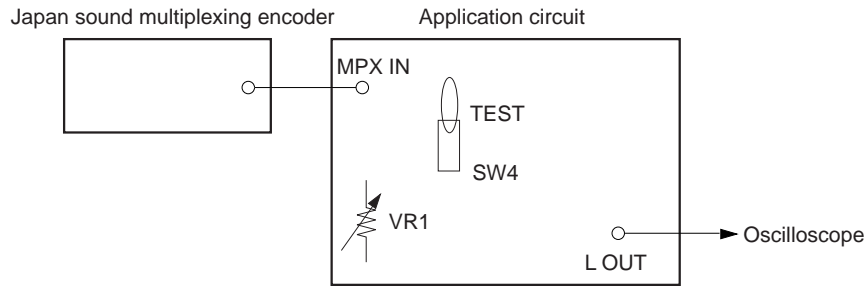 Japan sound multiplexing encoder
Application circuit
MPX IN
TEST
SW4
VR1
L OUT
Oscilloscope